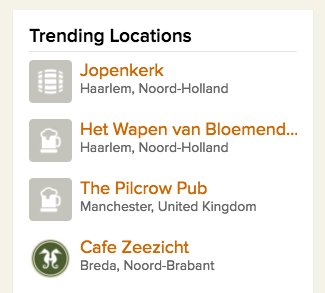 Trending Locations
Jopenkerk
Haarlem, Noord-Holland
Het Wapen van Bloemend...
Haarlem, Noord-Holland
The Pilcrow Pub
Manchester, United Kingdom
Cafe Zeezicht
Breda, Noord-Brabant